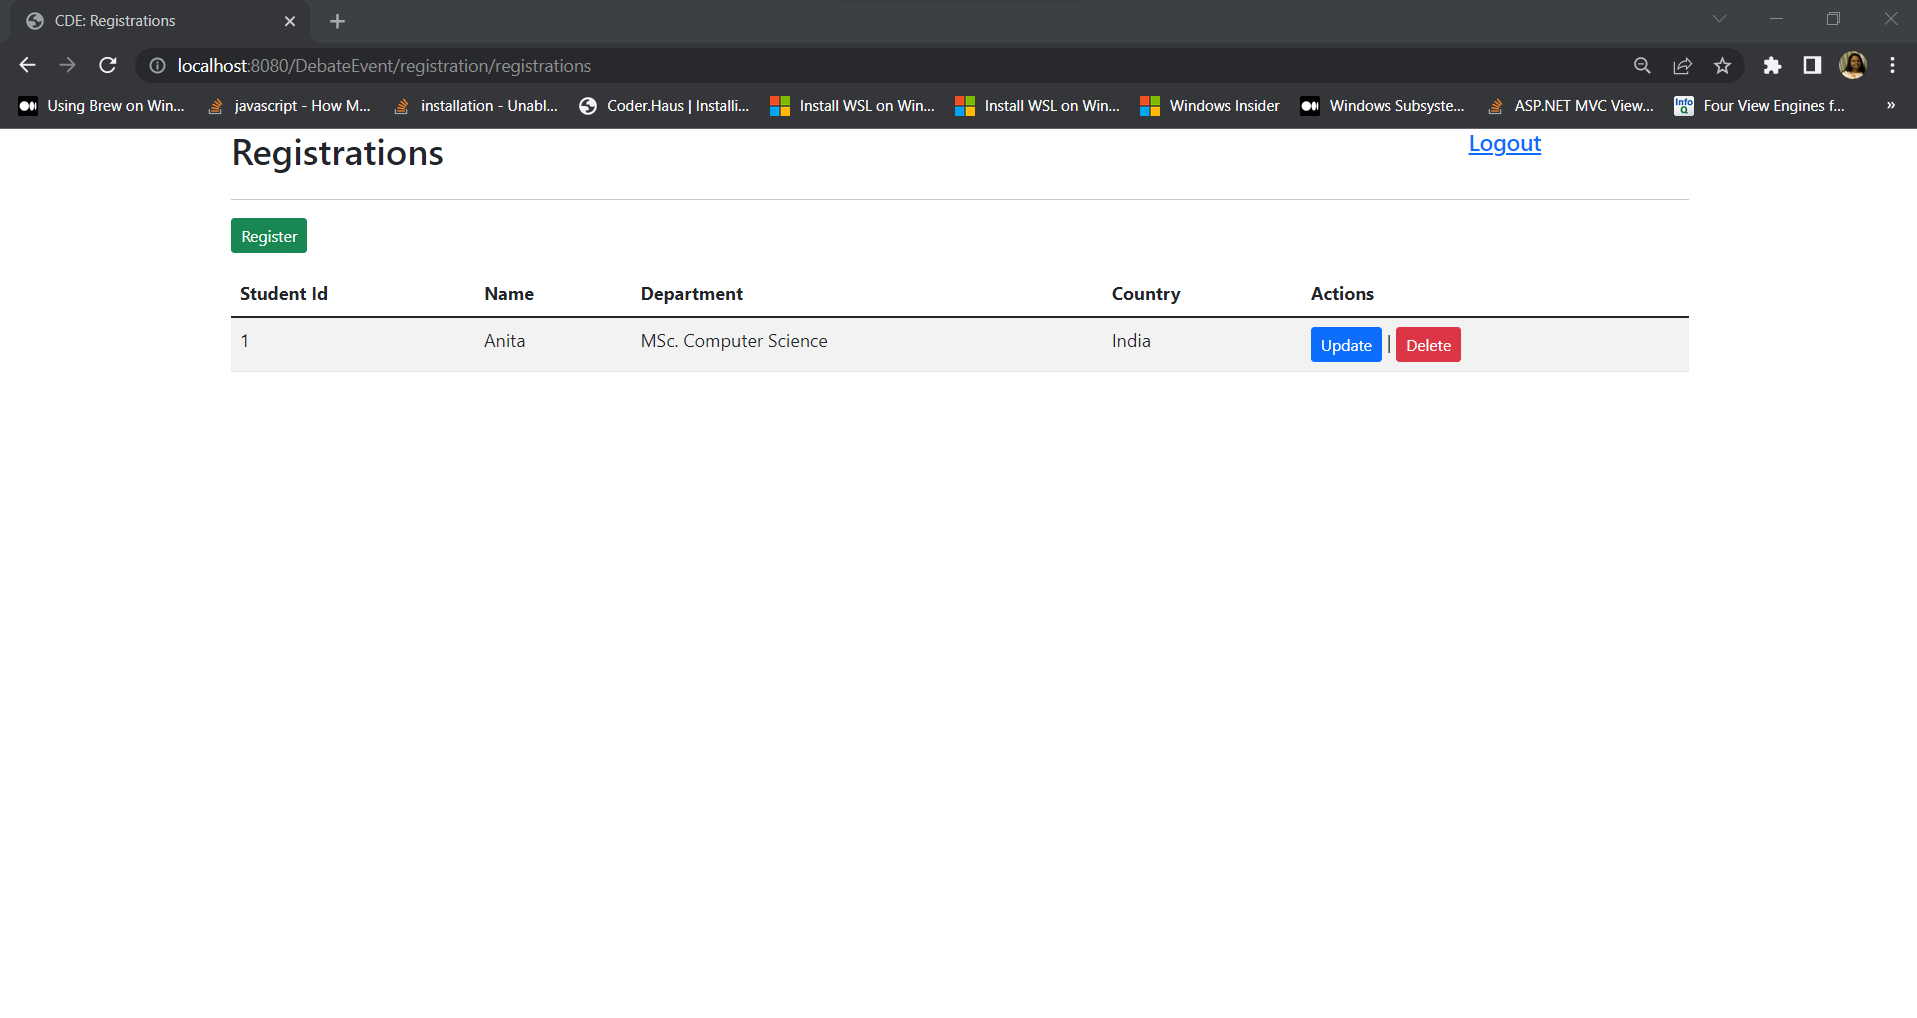 CDE: Registrations
localhost:8080/DebateEvent/registration/registrations
Using Brew on Win... javascript - How M... installation - Unabl... Coder.Haus | Installi... Install WSL on Win... Install WSL on Win... Windows Insider Windows Subsyste... ASP.NET MVC View... Info Q Four View Engines f... »
Registrations Logout
Register
Student Id Name Department Country Actions
1 Anita MSc. Computer Science India Update | Delete